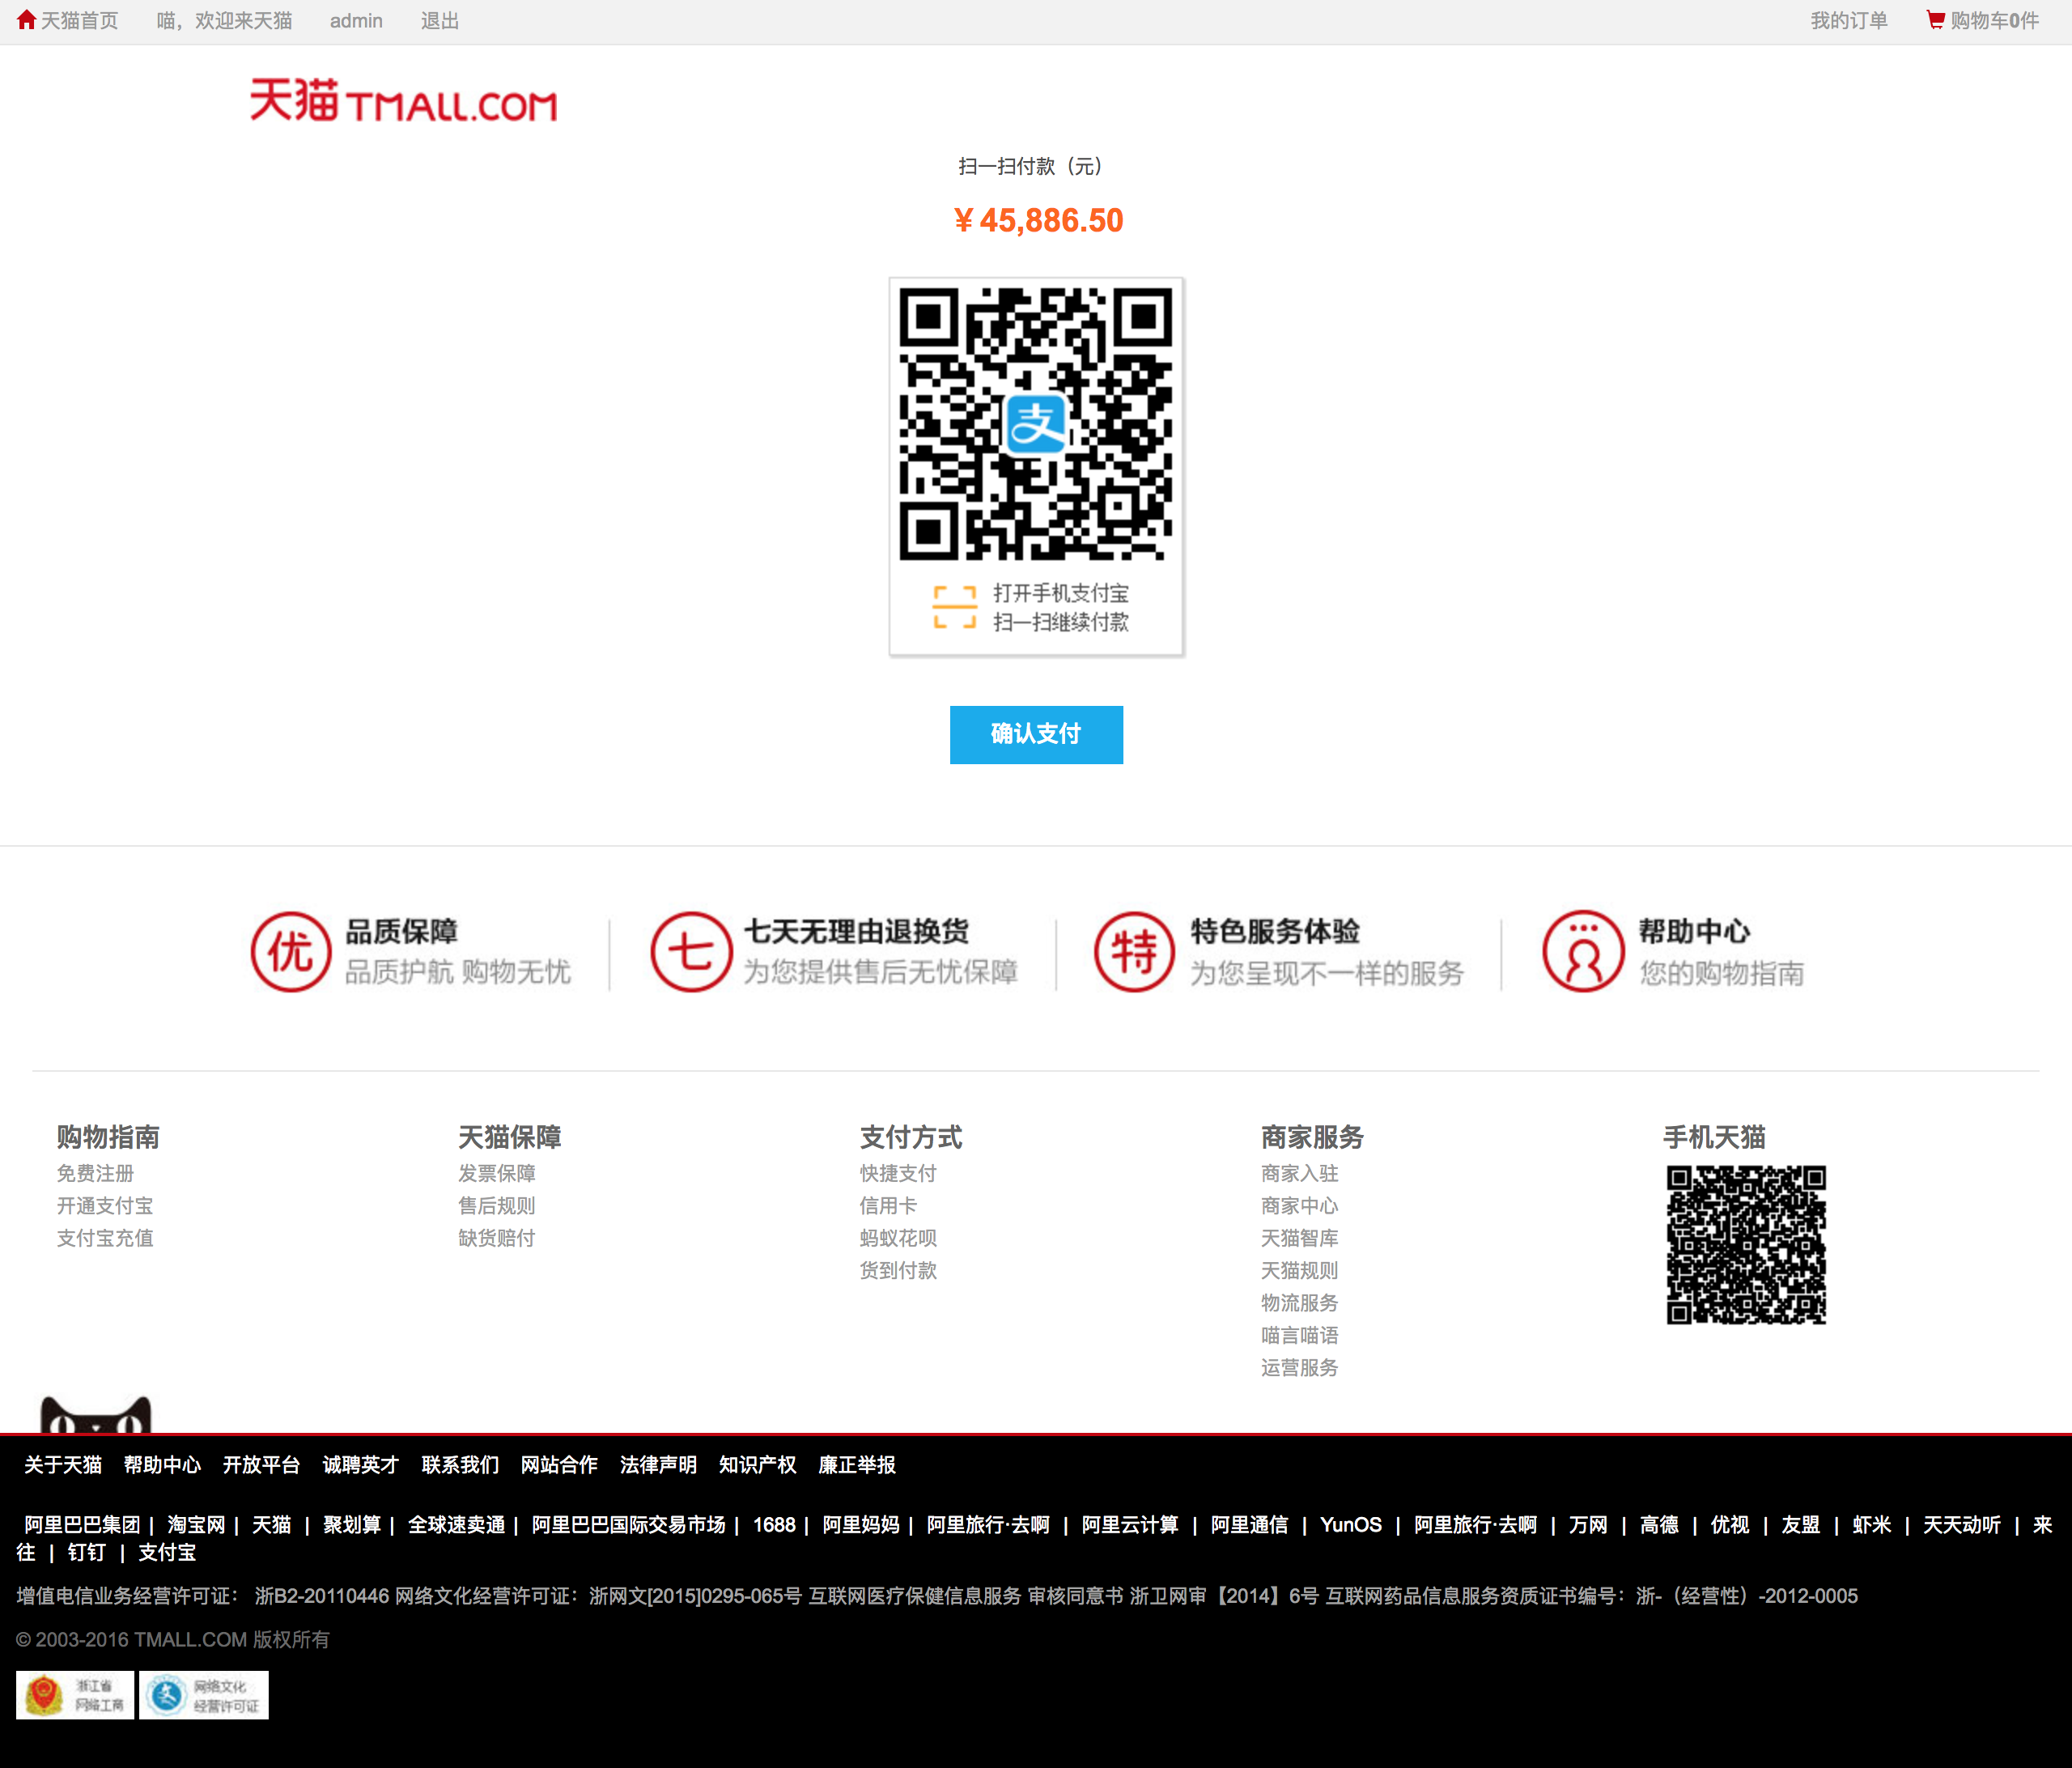 天猫首页 喵，欢迎来天猫 admin 退出 我的订单 购物车0件
天猫 TMALL.COM
扫一扫付款（元）
￥45,886.50
支
打开手机支付宝
扫一扫继续付款
确认支付
优 品质保障 七 七天无理由退换货 特 特色服务体验 帮助中心
品质护航 购物无忧 为您提供售后无忧保障 为您呈现不一样的服务 您的购物指南
购物指南 天猫保障 支付方式 商家服务 手机天猫
免费注册 发票保障 快捷支付 商家入驻
开通支付宝 售后规则 信用卡 商家中心
支付宝充值 缺货赔付 蚂蚁花呗 天猫智库
货到付款 天猫规则
物流服务
喵言喵语
运营服务
关于天猫 帮助中心 开放平台 诚聘英才 联系我们 网站合作 法律声明 知识产权 廉正举报
阿里巴巴集团 | 淘宝网 | 天猫 | 聚划算 | 全球速卖通 | 阿里巴巴国际交易市场 | 1688 | 阿里妈妈 | 阿里旅行·去啊 | 阿里云计算 | 阿里通信 | YunOS | 阿里旅行·去啊 | 万网 | 高德 | 优视 | 友盟 | 虾米 | 天天动听 | 来
往 | 钉钉 | 支付宝
增值电信业务经营许可证： 浙B2-20110446 网络文化经营许可证：浙网文[2015]0295-065号 互联网医疗保健信息服务 审核同意书 浙卫网审【2014】6号 互联网药品信息服务资质证书编号：浙-（经营性）-2012-0005
© 2003-2016 TMALL.COM 版权所有
浙江省 网络文化
网络工商 经营许可证